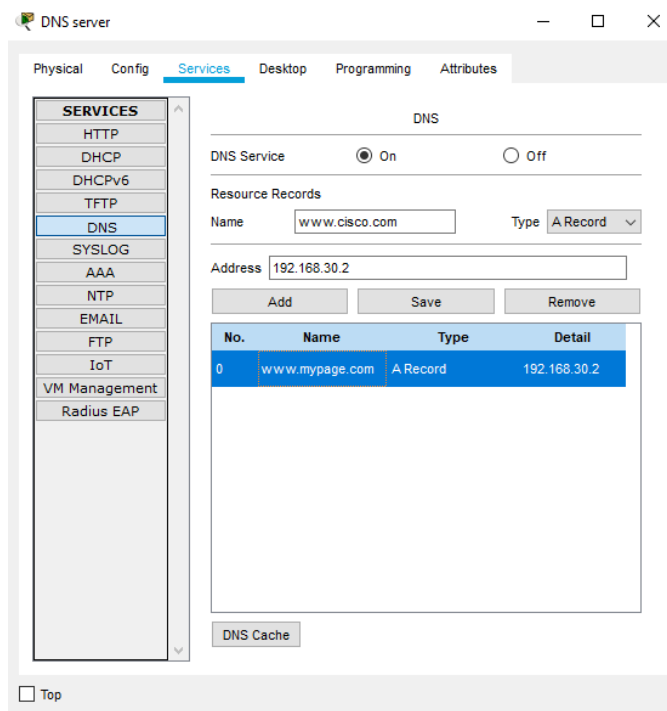 DNS server
Physical Config Services Desktop Programming Attributes
SERVICES
HTTP
DHCP
DHCPv6
TFTP
DNS
SYSLOG
AAA
NTP
EMAIL
FTP
IoT
VM Management
Radius EAP
DNS
DNS Service On Off
Resource Records
Name www.cisco.com Type A Record
Address 192.168.30.2
Add Save Remove
No. Name Type Detail
0 www.mypage.com A Record 192.168.30.2
DNS Cache
Top